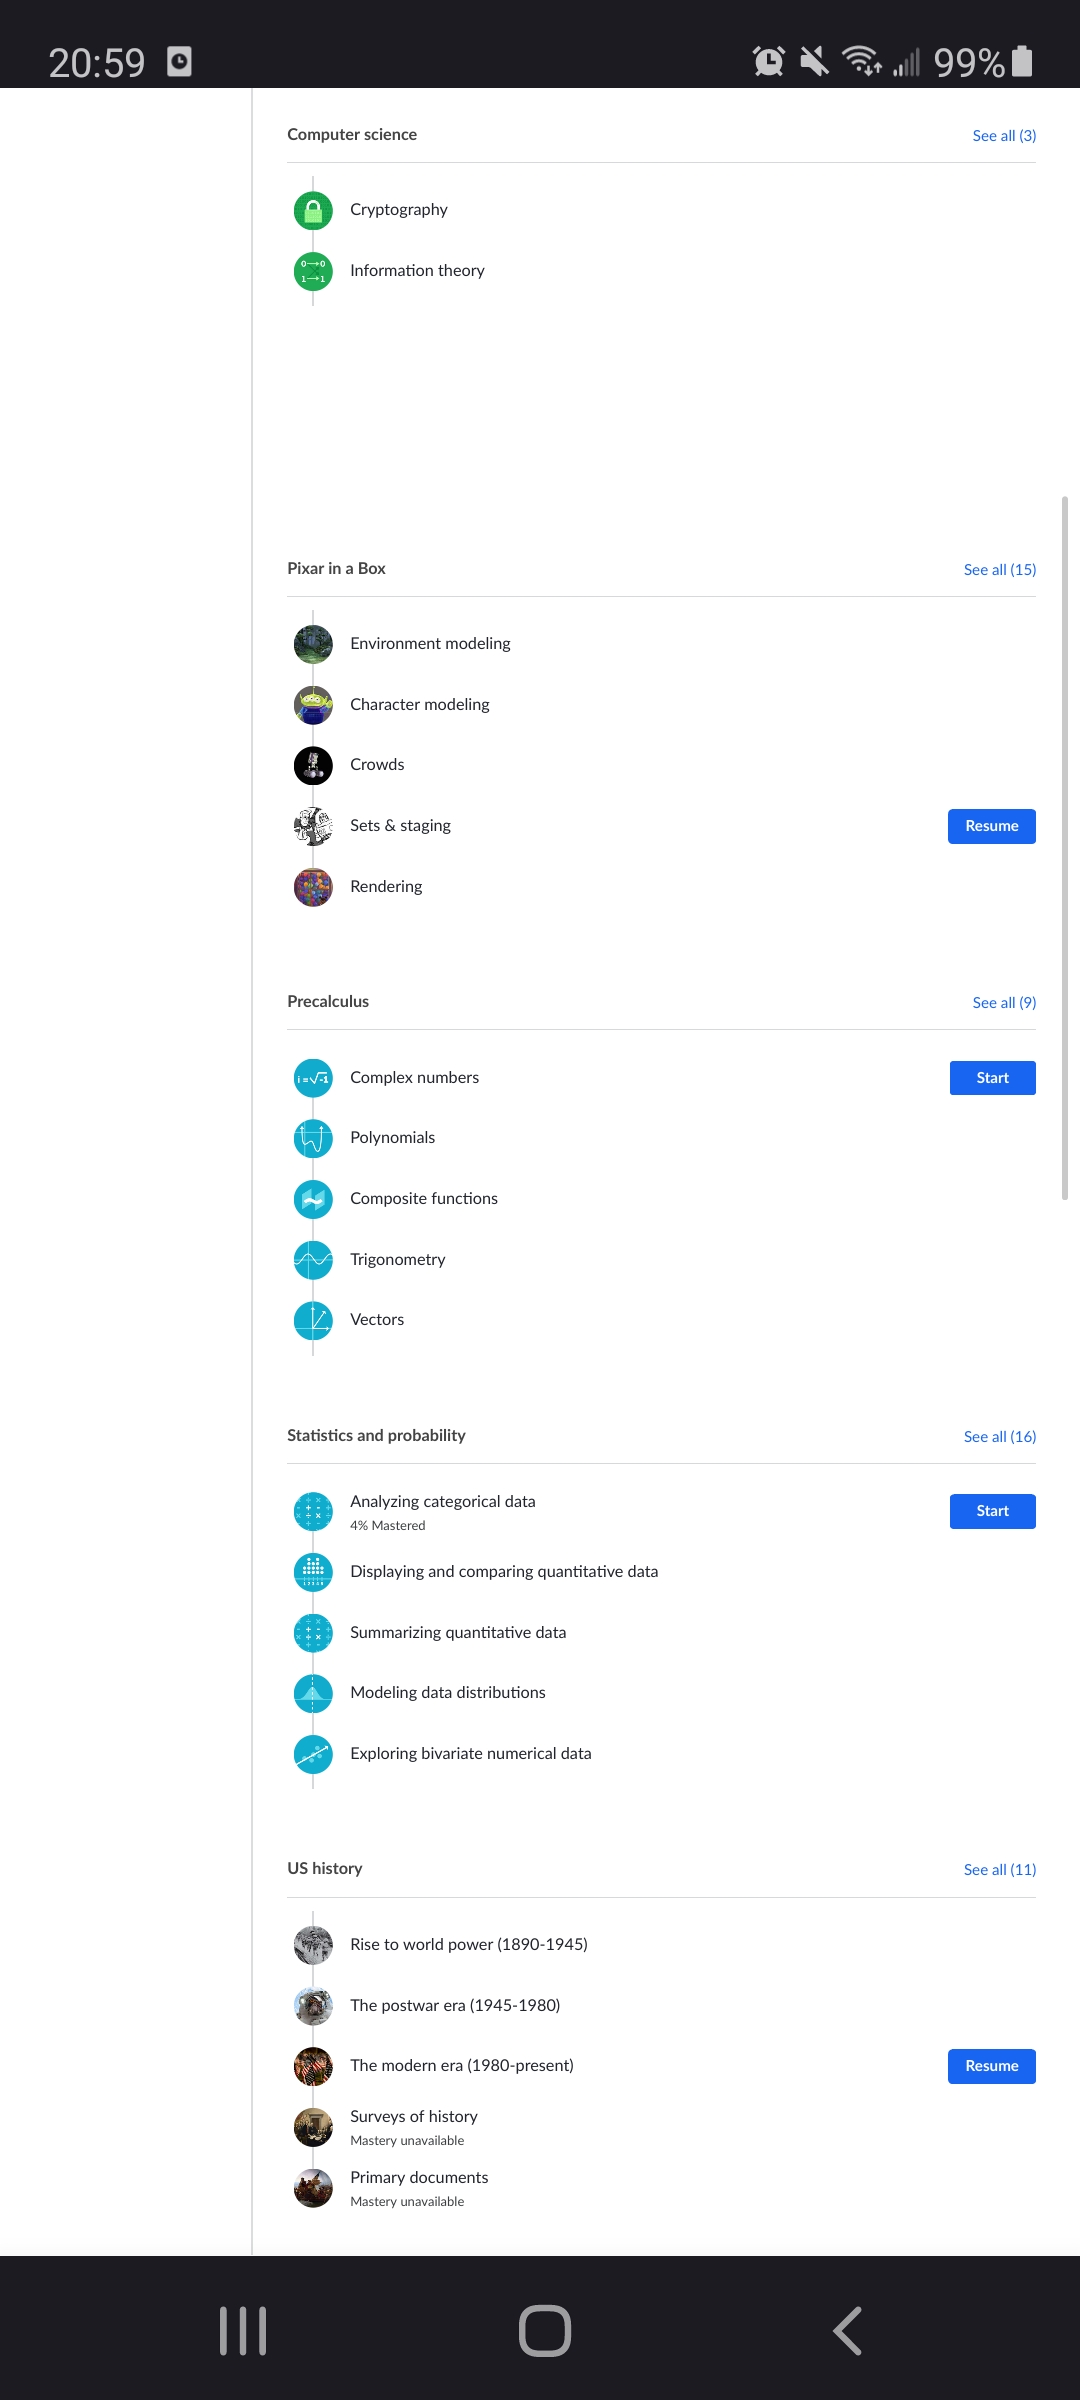 20:59
99%
Computer science
See all (3)
Cryptography
Information theory
Pixar in a Box
See all (15)
Environment modeling
Character modeling
Crowds
Sets & staging
Resume
Rendering
Precalculus
See all (9)
Complex numbers
Start
Polynomials
Composite functions
Trigonometry
Vectors
Statistics and probability
See all (16)
Analyzing categorical data
4% Mastered
Start
Displaying and comparing quantitative data
Summarizing quantitative data
Modeling data distributions
Exploring bivariate numerical data
US history
See all (11)
Rise to world power (1890-1945)
The postwar era (1945-1980)
The modern era (1980-present)
Resume
Surveys of history
Mastery unavailable
Primary documents
Mastery unavailable